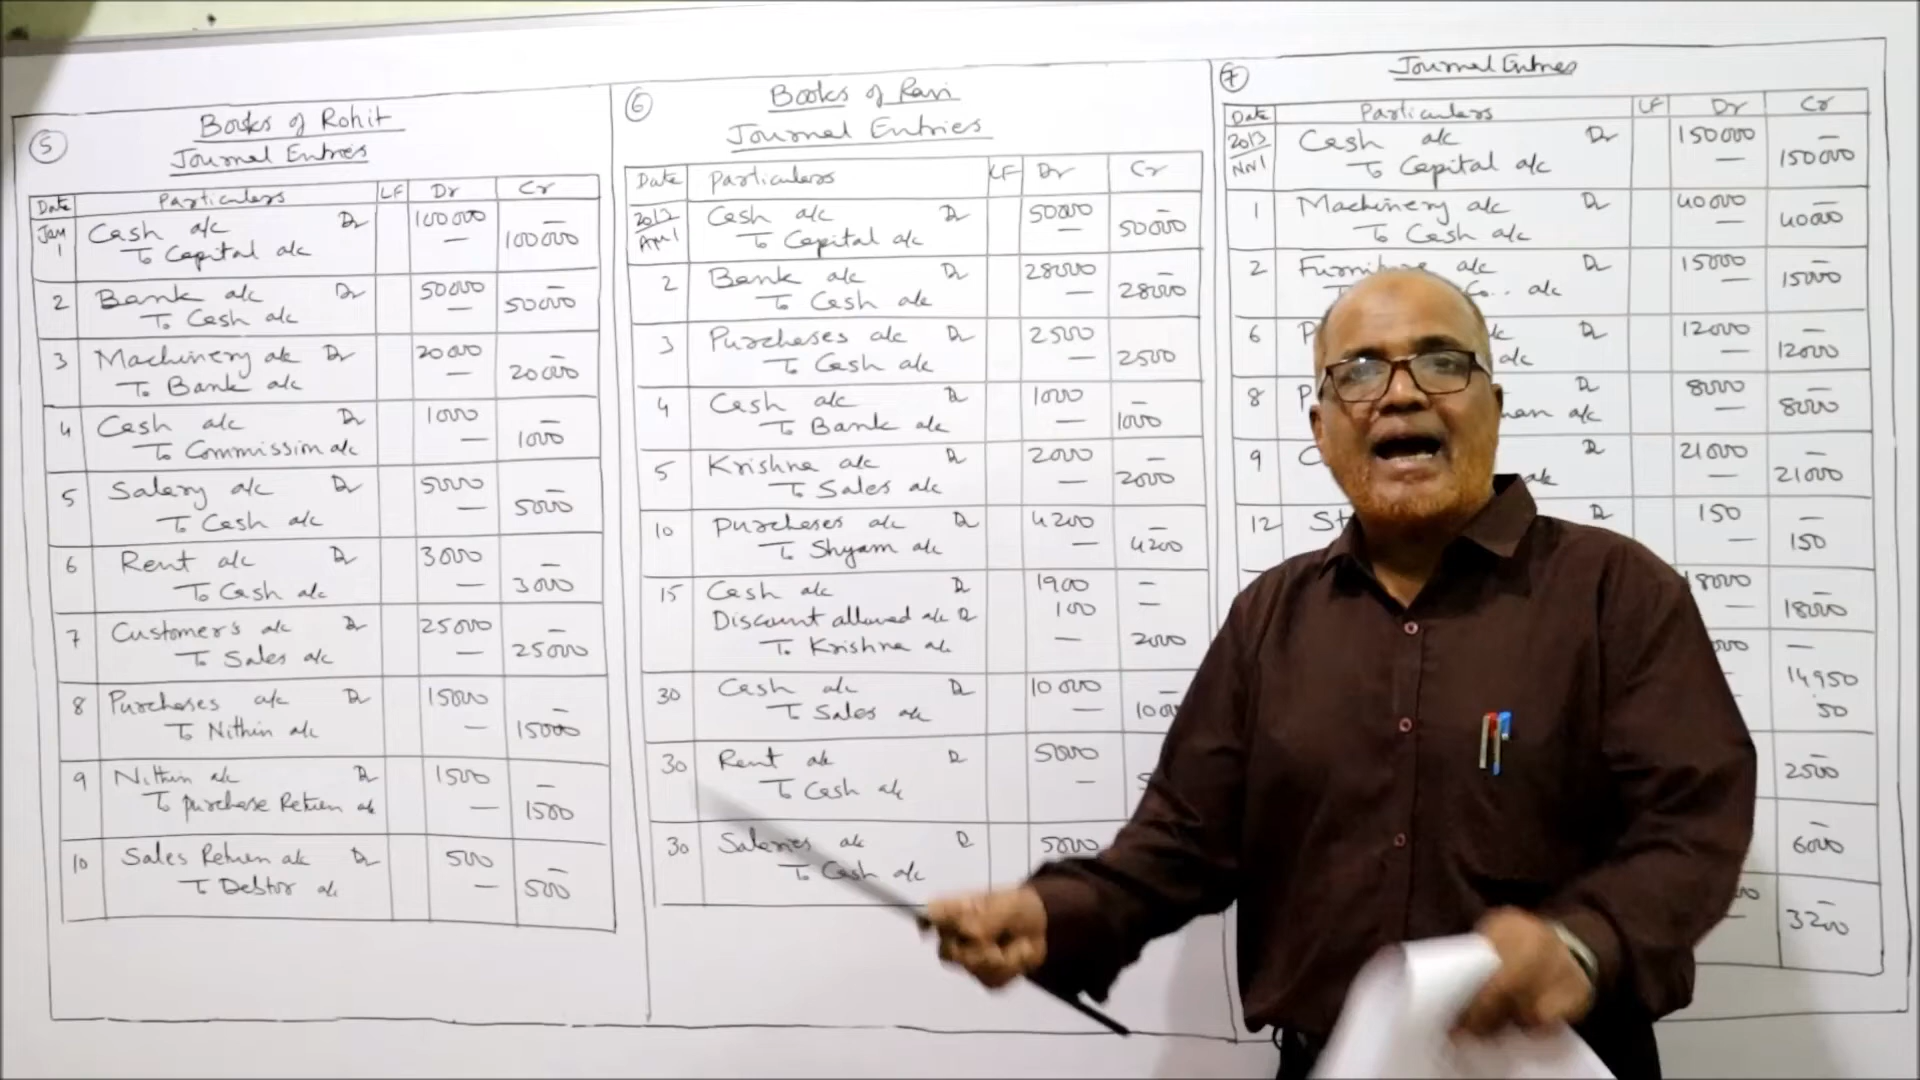 5
Books of Rohit
Journal Entries
Date Particulars LF Dr Cr
Jan 1 Cash a/c Dr 100000 —
To Capital a/c — 100000
2 Bank a/c Dr 50000 —
To Cash a/c — 50000
3 Machinery a/c Dr 20000 —
To Bank a/c — 20000
4 Cash a/c Dr 1000 —
To Commission a/c — 1000
5 Salary a/c Dr 5000 —
To Cash a/c — 5000
6 Rent a/c Dr 3000 —
To Cash a/c — 3000
7 Customer's a/c Dr 25000 —
To Sales a/c — 25000
8 Purchases a/c Dr 15000 —
To Nithin a/c — 15000
9 Nithin a/c Dr 1500 —
To purchase Return a/c — 1500
10 Sales Return a/c Dr 500 —
To Debtor a/c — 500
6
Books of Ravi
Journal Entries
Date Particulars LF Dr Cr
2012 Apr 1 Cash a/c Dr 50000 —
To Capital a/c — 50000
2 Bank a/c Dr 28000 —
To Cash a/c — 28000
3 Purchases a/c Dr 2500 —
To Cash a/c — 2500
4 Cash a/c Dr 1000 —
To Bank a/c — 1000
5 Krishna a/c Dr 2000 —
To Sales a/c — 2000
10 Purchases a/c Dr 4200 —
To Shyam a/c — 4200
15 Cash a/c Dr 1900 —
Discount allowed a/c Dr 100 —
To Krishna a/c — 2000
30 Cash a/c Dr 10000 —
To Sales a/c —
30 Rent a/c Dr 5000
To Cash a/c —
30 Salaries a/c Dr 5000
To Cash a/c
7
Journal Entries
Date Particulars LF Dr Cr
2013 Nov 1 Cash a/c Dr 150000 —
To Capital a/c — 150000
1 Machinery a/c Dr 40000 —
To Cash a/c — 40000
2 Furniture a/c Dr 15000 —
Co.. a/c — 15000
6 Dr 12000 —
a/c — 12000
8 Dr 8000 —
a/c — 8000
9 Dr 21000 —
a/c — 21000
12 Dr 150 —
— 150
18000 —
— 18000
—
14950
50
2500
—
6000
—
3200